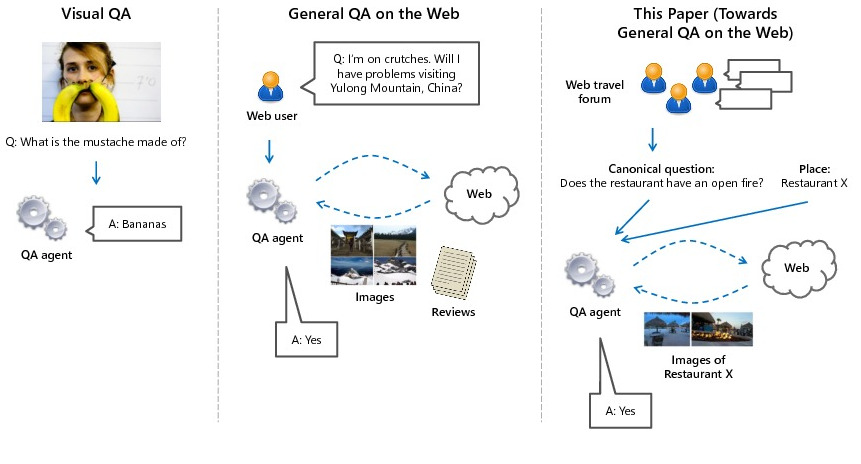 Visual QA
Q: What is the mustache made of?
A: Bananas
QA agent
General QA on the Web
Q: I'm on crutches. Will I
have problems visiting
Yulong Mountain, China?
Web user
Web
QA agent
Images
Reviews
A: Yes
This Paper (Towards
General QA on the Web)
Web travel
forum
Canonical question:
Does the restaurant have an open fire?
Place:
Restaurant X
Web
QA agent
Images of
Restaurant X
A: Yes